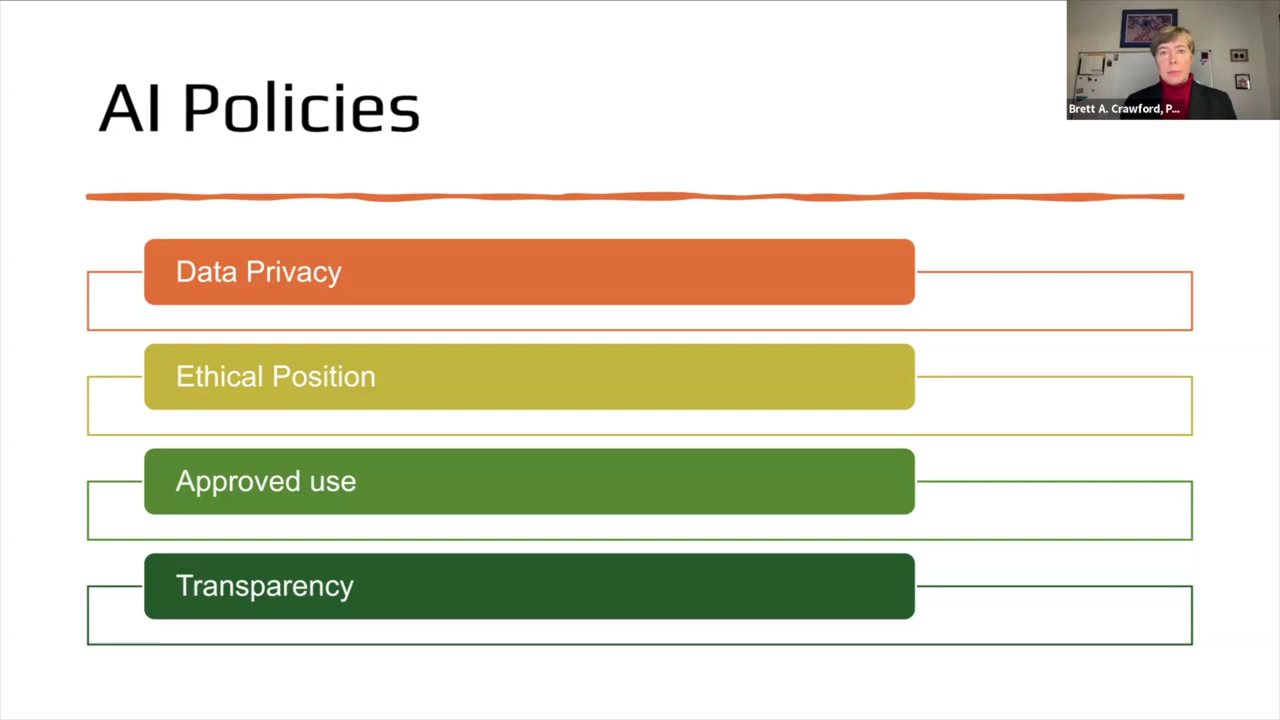 AI Policies
Brett A. Crawford, P...
Data Privacy
Ethical Position
Approved use
Transparency